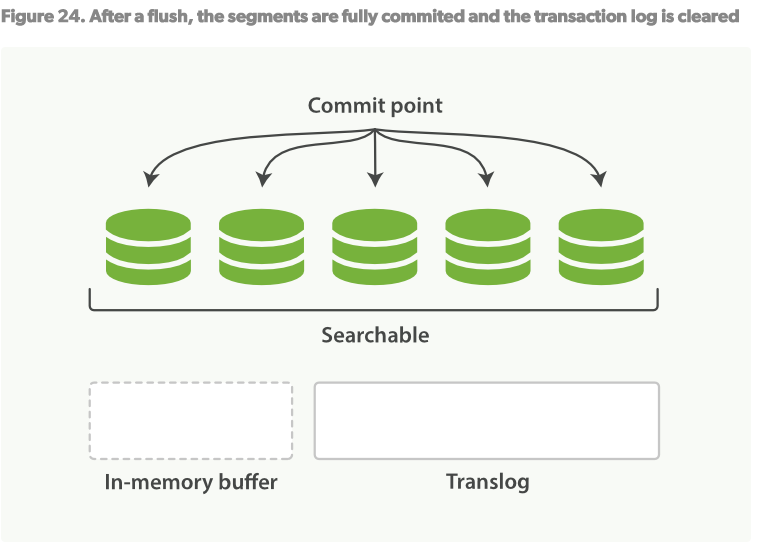 Figure 24. After a flush, the segments are fully commited and the transaction log is cleared
Commit point
Searchable
In-memory buffer
Translog